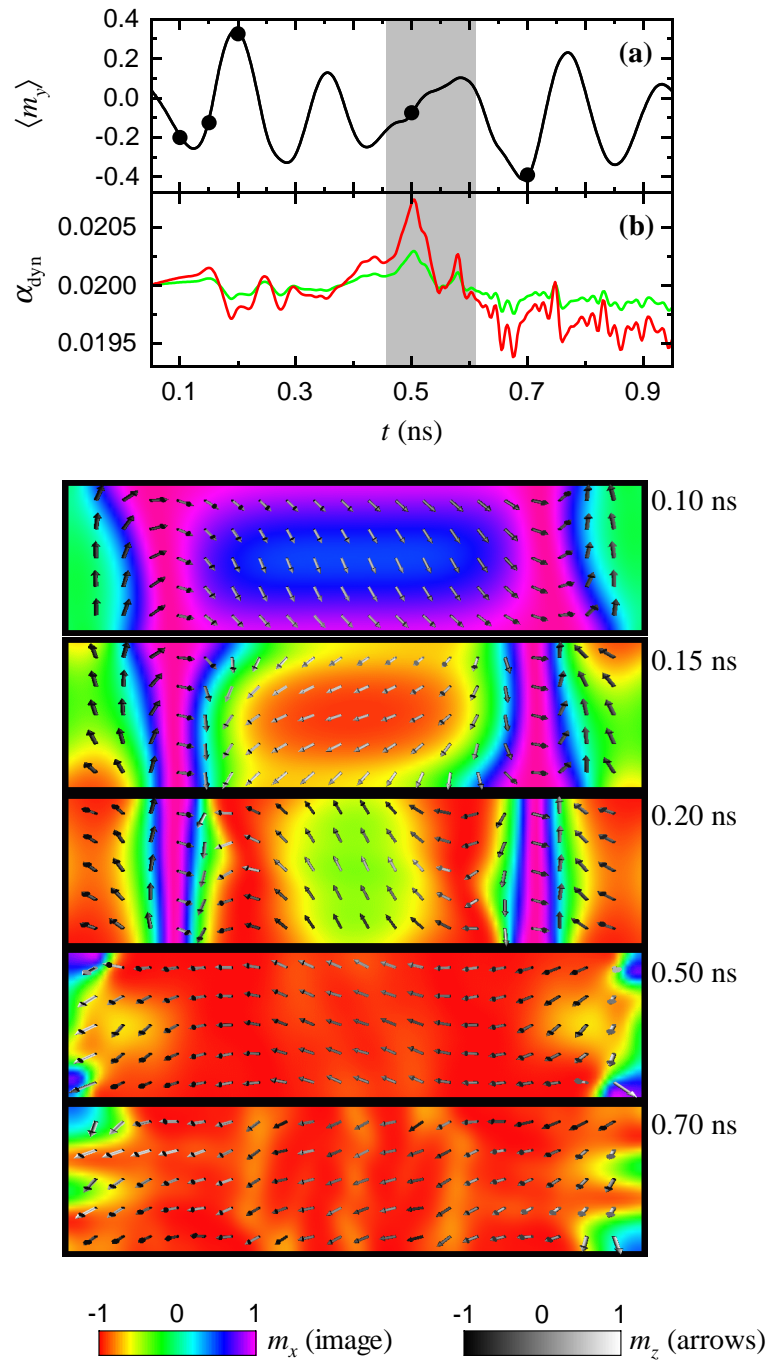 0.4
(a)
0.2
0.0
⟨m_y⟩
-0.2
-0.4
(b)
0.0205
α_dyn
0.0200
0.0195
0.1 0.3 0.5 0.7 0.9
t (ns)
0.10 ns
0.15 ns
0.20 ns
0.50 ns
0.70 ns
-1 0 1 m_x (image)
-1 0 1 m_z (arrows)